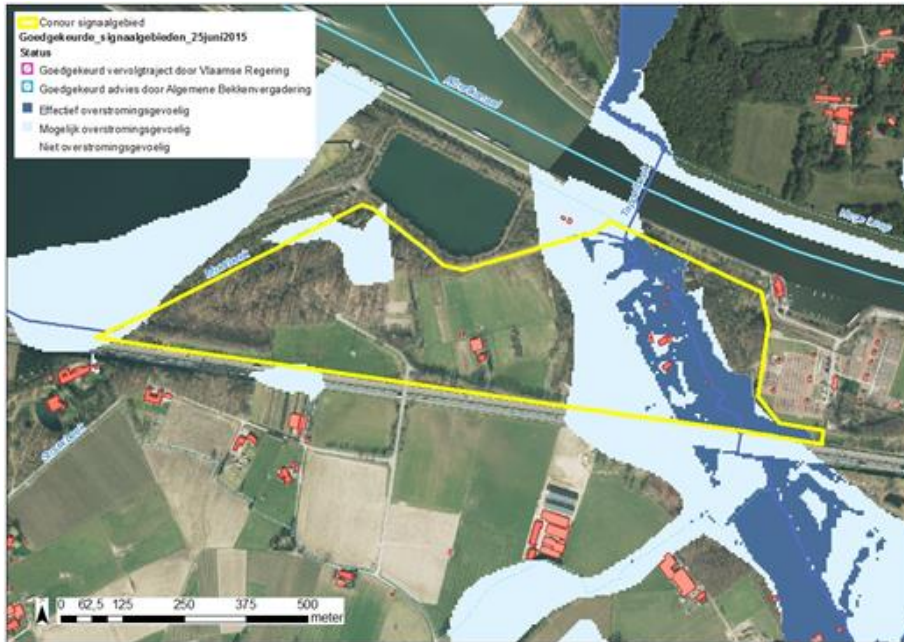 Conour signaalgebied
Goedgekeurde_signaalgebieden_25juni2015
Status
Goedgekeurd vervolgtraject door Vlaamse Regering
Goedgekeurd advies door Algemene Bekkenvergadering
Effectief overstromingsgevoelig
Mogelijk overstromingsgevoelig
Niet overstromingsgevoelig
0 62,5 125 250 375 500
meter